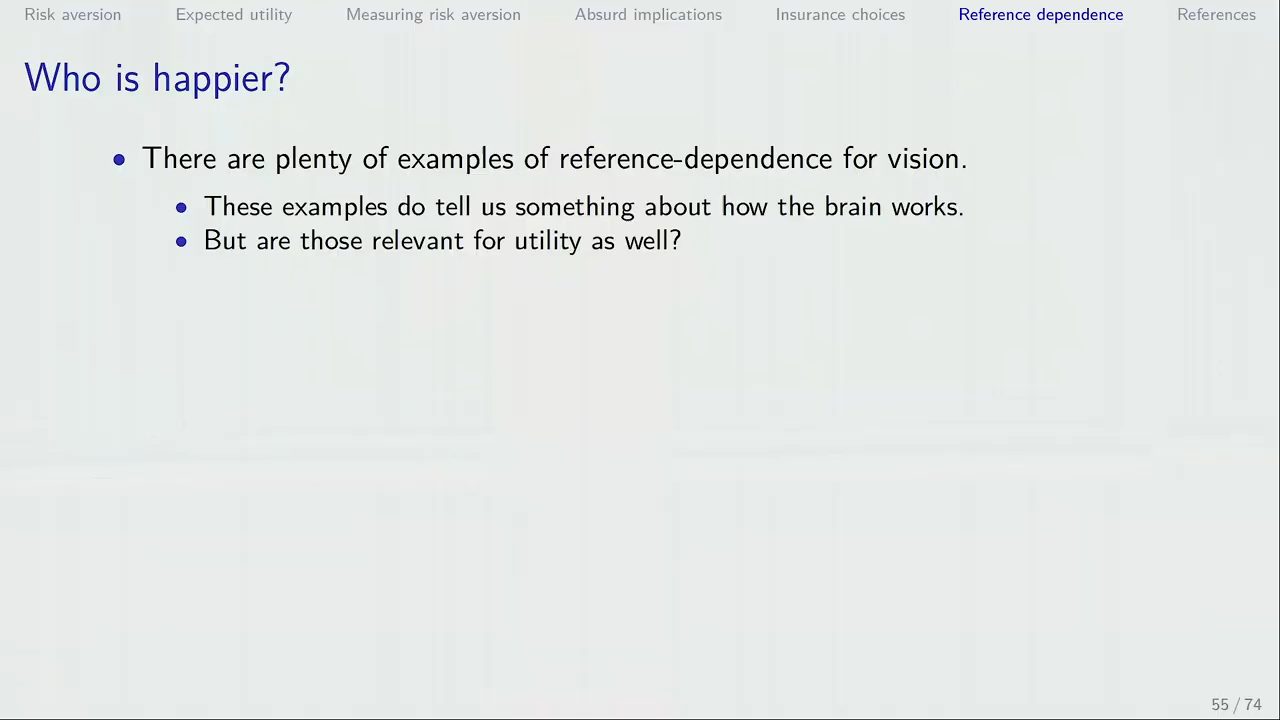 Risk aversion Expected utility Measuring risk aversion Absurd implications Insurance choices Reference dependence References
Who is happier?
• There are plenty of examples of reference-dependence for vision.
• These examples do tell us something about how the brain works.
• But are those relevant for utility as well?
55 / 74